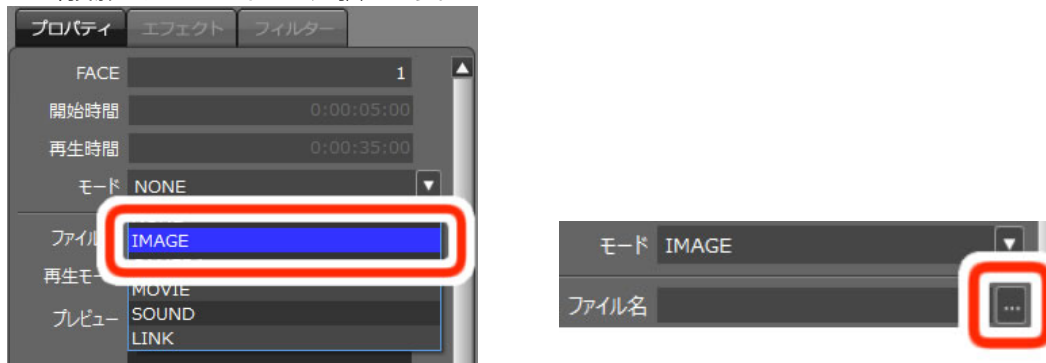 プロパティ エフェクト フィルター
FACE 1
開始時間 0:00:05:00
再生時間 0:00:35:00
モード NONE
ファイル
IMAGE
再生モー
MOVIE
プレビュー SOUND
LINK
モード IMAGE
ファイル名 ...